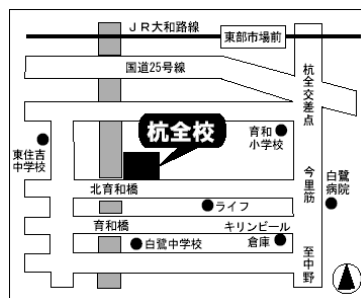 JR大和路線
東部市場前
国道25号線
杭全交差点
杭全校
育和
小学校
東住吉
中学校
今里筋
白鷺
病院
北育和橋
ライフ
育和橋
キリンビール
倉庫
白鷺中学校
至中野